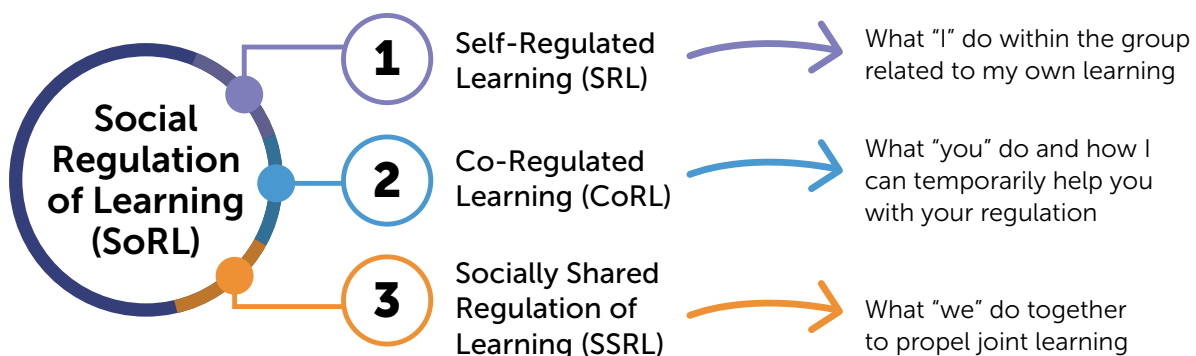 Social
Regulation
of Learning
(SoRL)
1
Self-Regulated
Learning (SRL)
What “I” do within the group
related to my own learning
2
Co-Regulated
Learning (CoRL)
What “you” do and how I
can temporarily help you
with your regulation
3
Socially Shared
Regulation of
Learning (SSRL)
What “we” do together
to propel joint learning